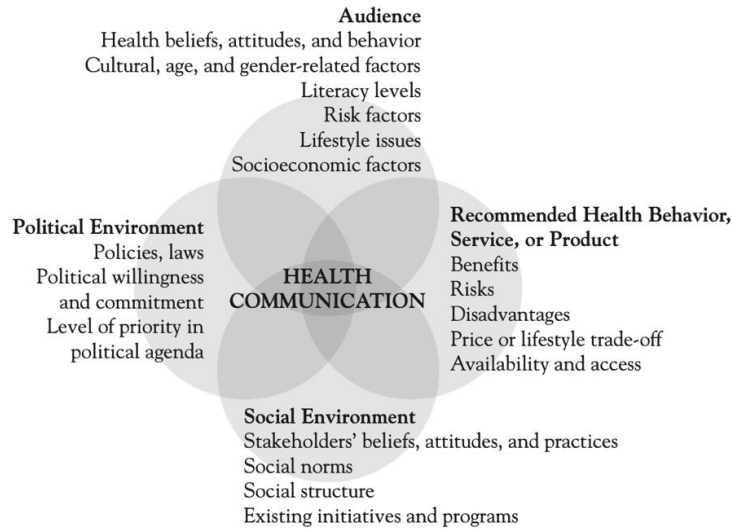 Audience
Health beliefs, attitudes, and behavior
Cultural, age, and gender-related factors
Literacy levels
Risk factors
Lifestyle issues
Socioeconomic factors
Political Environment
Policies, laws
Political willingness
and commitment
Level of priority in
political agenda
HEALTH
COMMUNICATION
Recommended Health Behavior,
Service, or Product
Benefits
Risks
Disadvantages
Price or lifestyle trade-off
Availability and access
Social Environment
Stakeholders’ beliefs, attitudes, and practices
Social norms
Social structure
Existing initiatives and programs